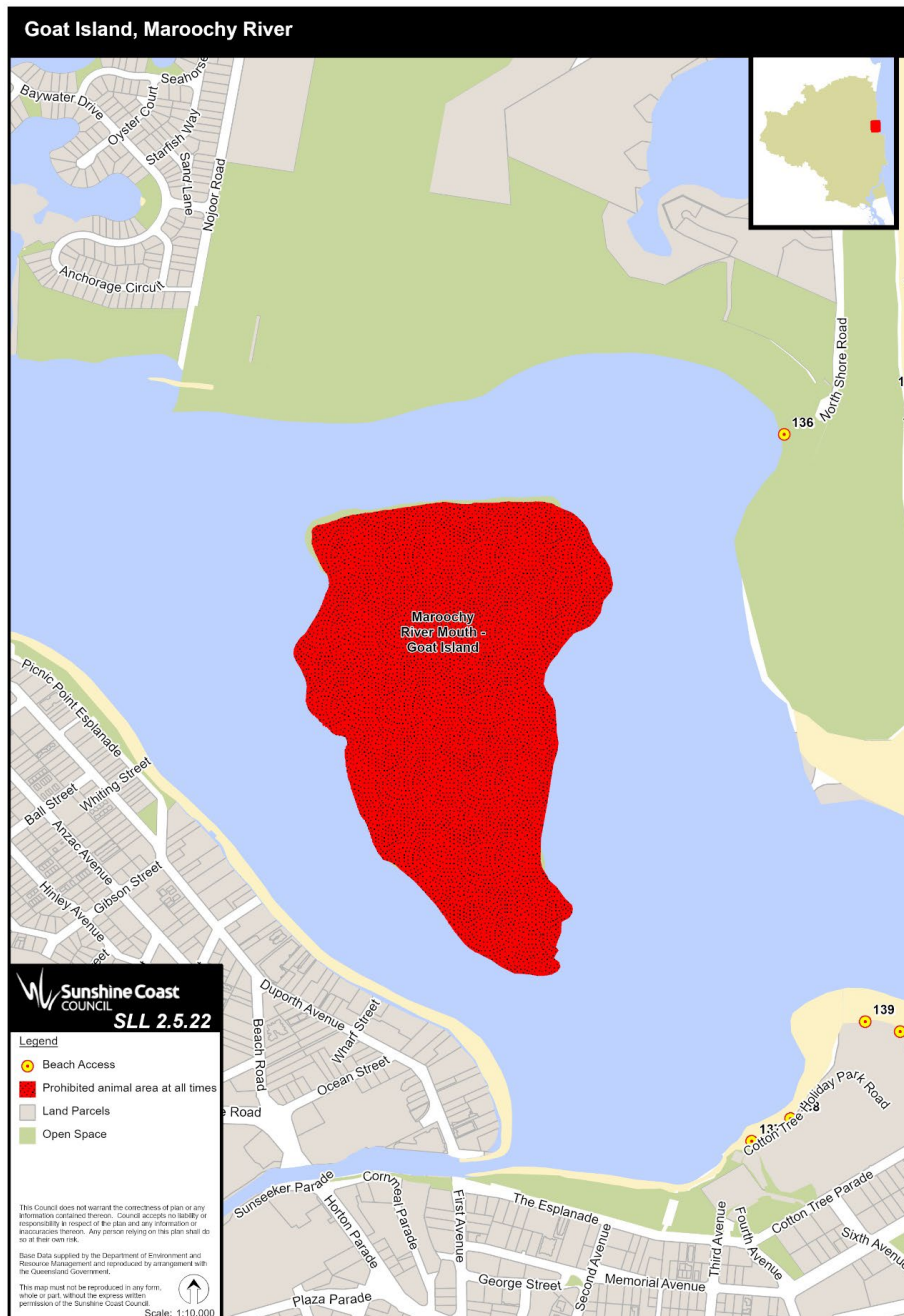 Goat Island, Maroochy River
Seahorse
Baywater Drive
Oyster Court
Starfish Way
Sand Lane
Nojoor Road
Anchorage Circuit
North Shore Road
136
Maroochy
River Mouth -
Goat Island
Picnic Point Esplanade
Whiting Street
Ball Street
Anzac Avenue
Gibson Street
Hinley Avenue
Duporth Avenue
Wharf Street
Beach Road
Ocean Street
Road
139
Cotton Tree Holiday Park Road
Cotton Tree Parade
Sunseeker Parade
Cornmeal Parade
Horton Parade
First Avenue
The Esplanade
Second Avenue
Third Avenue
Fourth Avenue
Sixth Avenue
George Street
Memorial Avenue
Plaza Parade
Sunshine Coast
COUNCIL
SLL 2.5.22
Legend
Beach Access
Prohibited animal area at all times
Land Parcels
Open Space
This Council does not warrant the correctness of plan or any
information contained thereon. Council accepts no liability or
responsibility in respect of the plan and any information or
inaccuracies thereon. Any person relying on this plan shall do
so at their own risk.
Base Data supplied by the Department of Environment and
Resource Management and reproduced by arrangement with
the Queensland Government.
This map must not be reproduced in any form,
whole or part, without the express written
permission of the Sunshine Coast Council.
Scale: 1:10,000